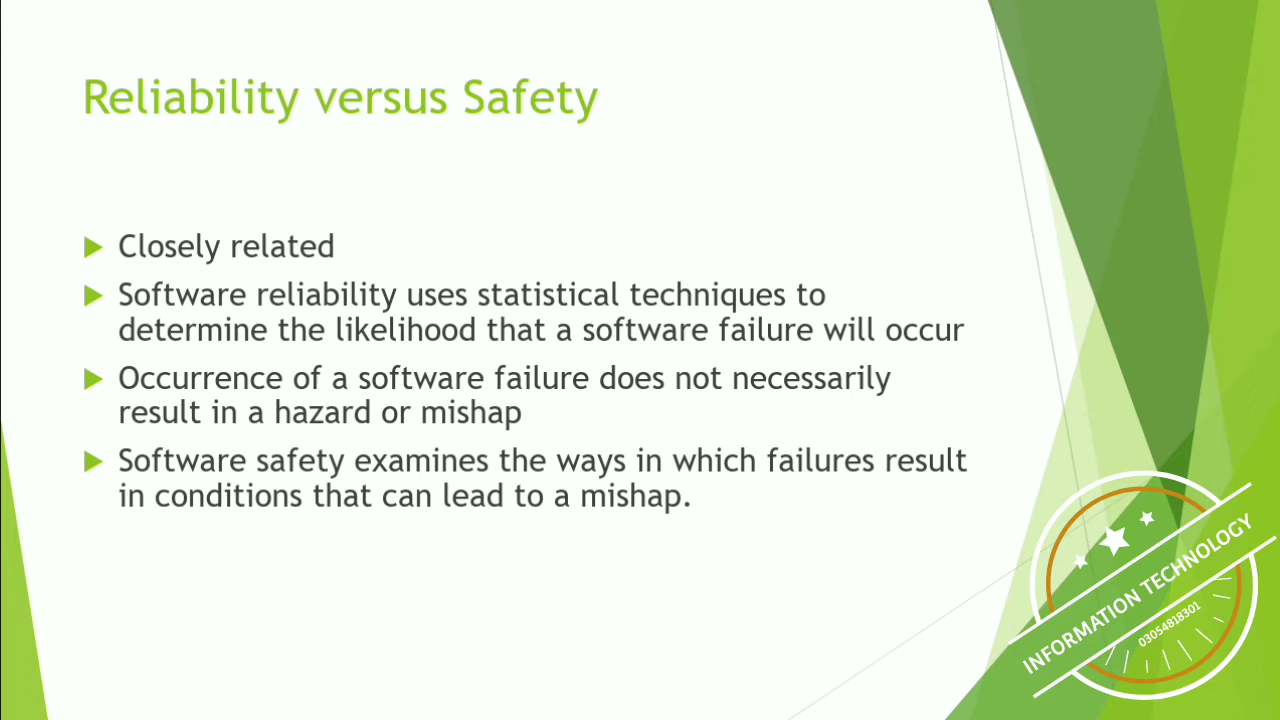 Reliability versus Safety
Closely related
Software reliability uses statistical techniques to
determine the likelihood that a software failure will occur
Occurrence of a software failure does not necessarily
result in a hazard or mishap
Software safety examines the ways in which failures result
in conditions that can lead to a mishap.
INFORMATION TECHNOLOGY
03054818301